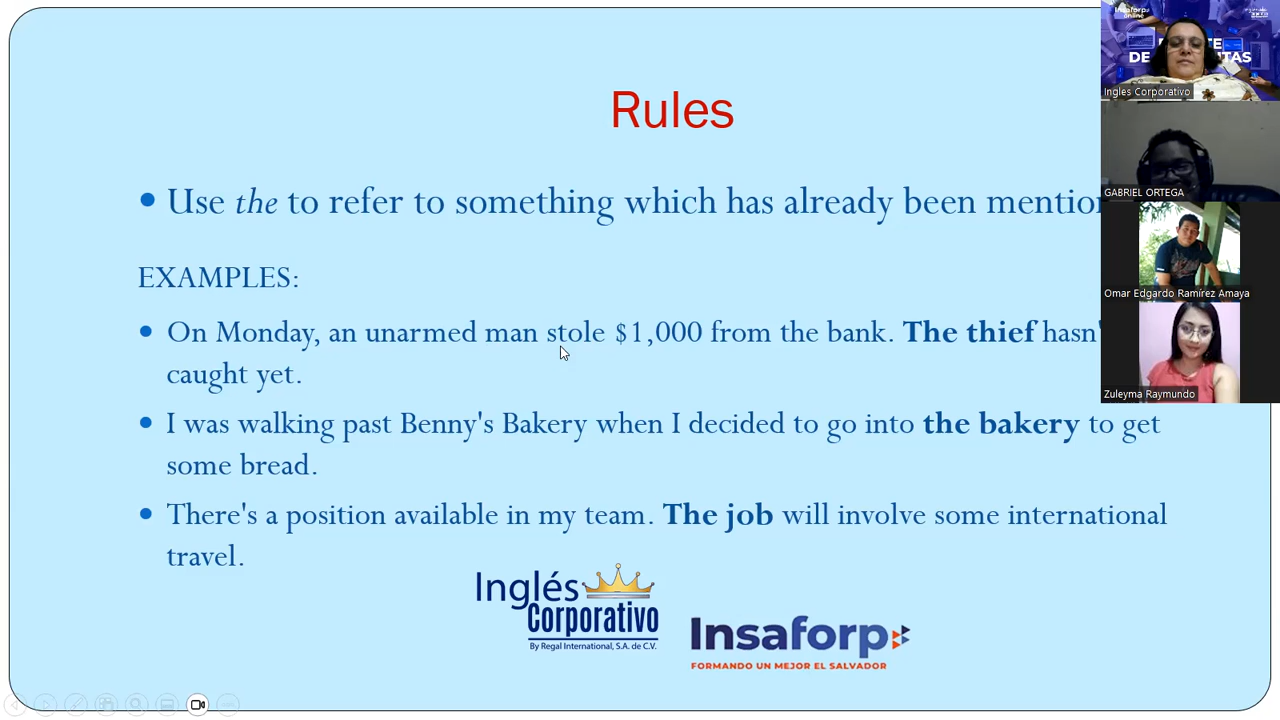 Rules
• Use the to refer to something which has already been mention
EXAMPLES:
• On Monday, an unarmed man stole $1,000 from the bank. The thief hasn'
caught yet.
• I was walking past Benny's Bakery when I decided to go into the bakery to get
some bread.
• There's a position available in my team. The job will involve some international
travel.
Inglés
Corporativo
By Regal International, S.A. de C.V.
Insaforp
FORMANDO UN MEJOR EL SALVADOR
Insaforp
online
DE
Ingles Corporativo
GABRIEL ORTEGA
Omar Edgardo Ramírez Amaya
Zuleyma Raymundo